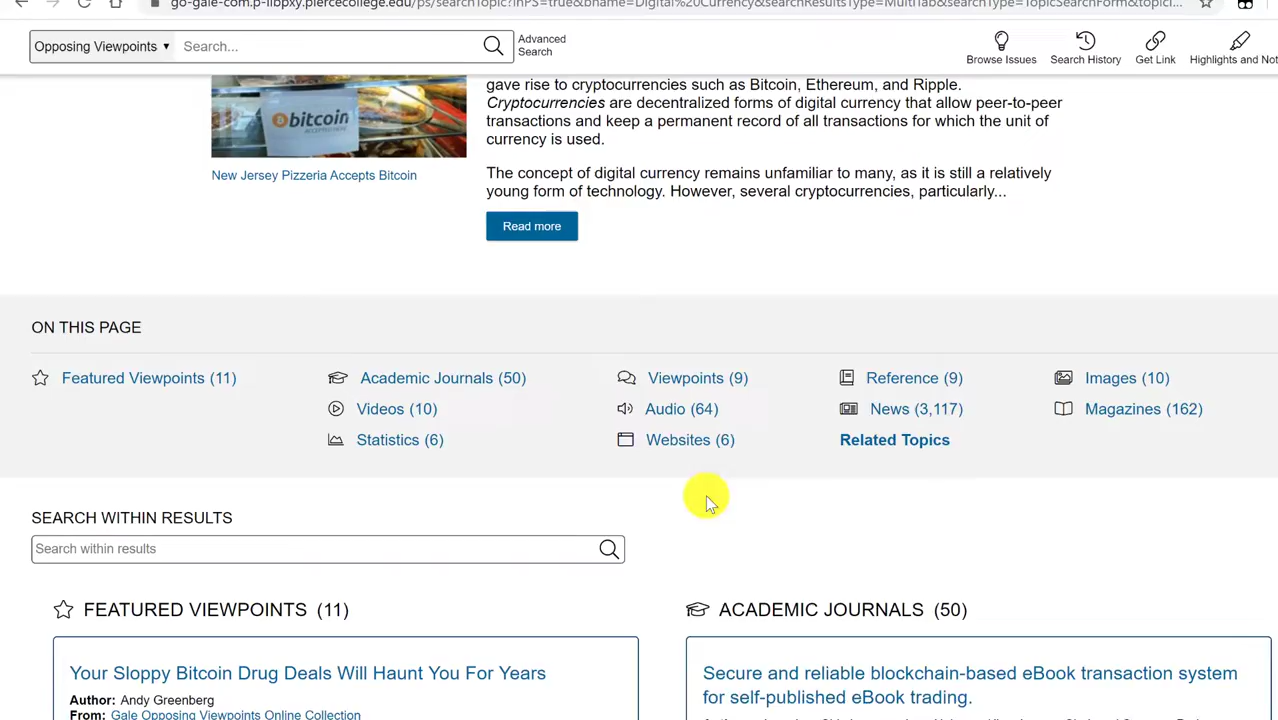 go-gale-com.p-libpxy.piercecollege.edu/ps/searchTopic?inPS=true&bname=Digital%20Currency&searchResultsType=MultiTab&searchType=TopicSearchForm&topici...
Opposing Viewpoints
Search...
Advanced
Search
Browse Issues
Search History
Get Link
Highlights and Not
gave rise to cryptocurrencies such as Bitcoin, Ethereum, and Ripple.
Cryptocurrencies are decentralized forms of digital currency that allow peer-to-peer
transactions and keep a permanent record of all transactions for which the unit of
currency is used.
bitcoin
New Jersey Pizzeria Accepts Bitcoin
The concept of digital currency remains unfamiliar to many, as it is still a relatively
young form of technology. However, several cryptocurrencies, particularly...
Read more
ON THIS PAGE
Featured Viewpoints (11)
Academic Journals (50)
Viewpoints (9)
Reference (9)
Images (10)
Videos (10)
Audio (64)
News (3,117)
Magazines (162)
Statistics (6)
Websites (6)
Related Topics
SEARCH WITHIN RESULTS
Search within results
FEATURED VIEWPOINTS (11)
ACADEMIC JOURNALS (50)
Your Sloppy Bitcoin Drug Deals Will Haunt You For Years
Author: Andy Greenberg
From: Gale Opposing Viewpoints Online Collection
Secure and reliable blockchain-based eBook transaction system
for self-published eBook trading.